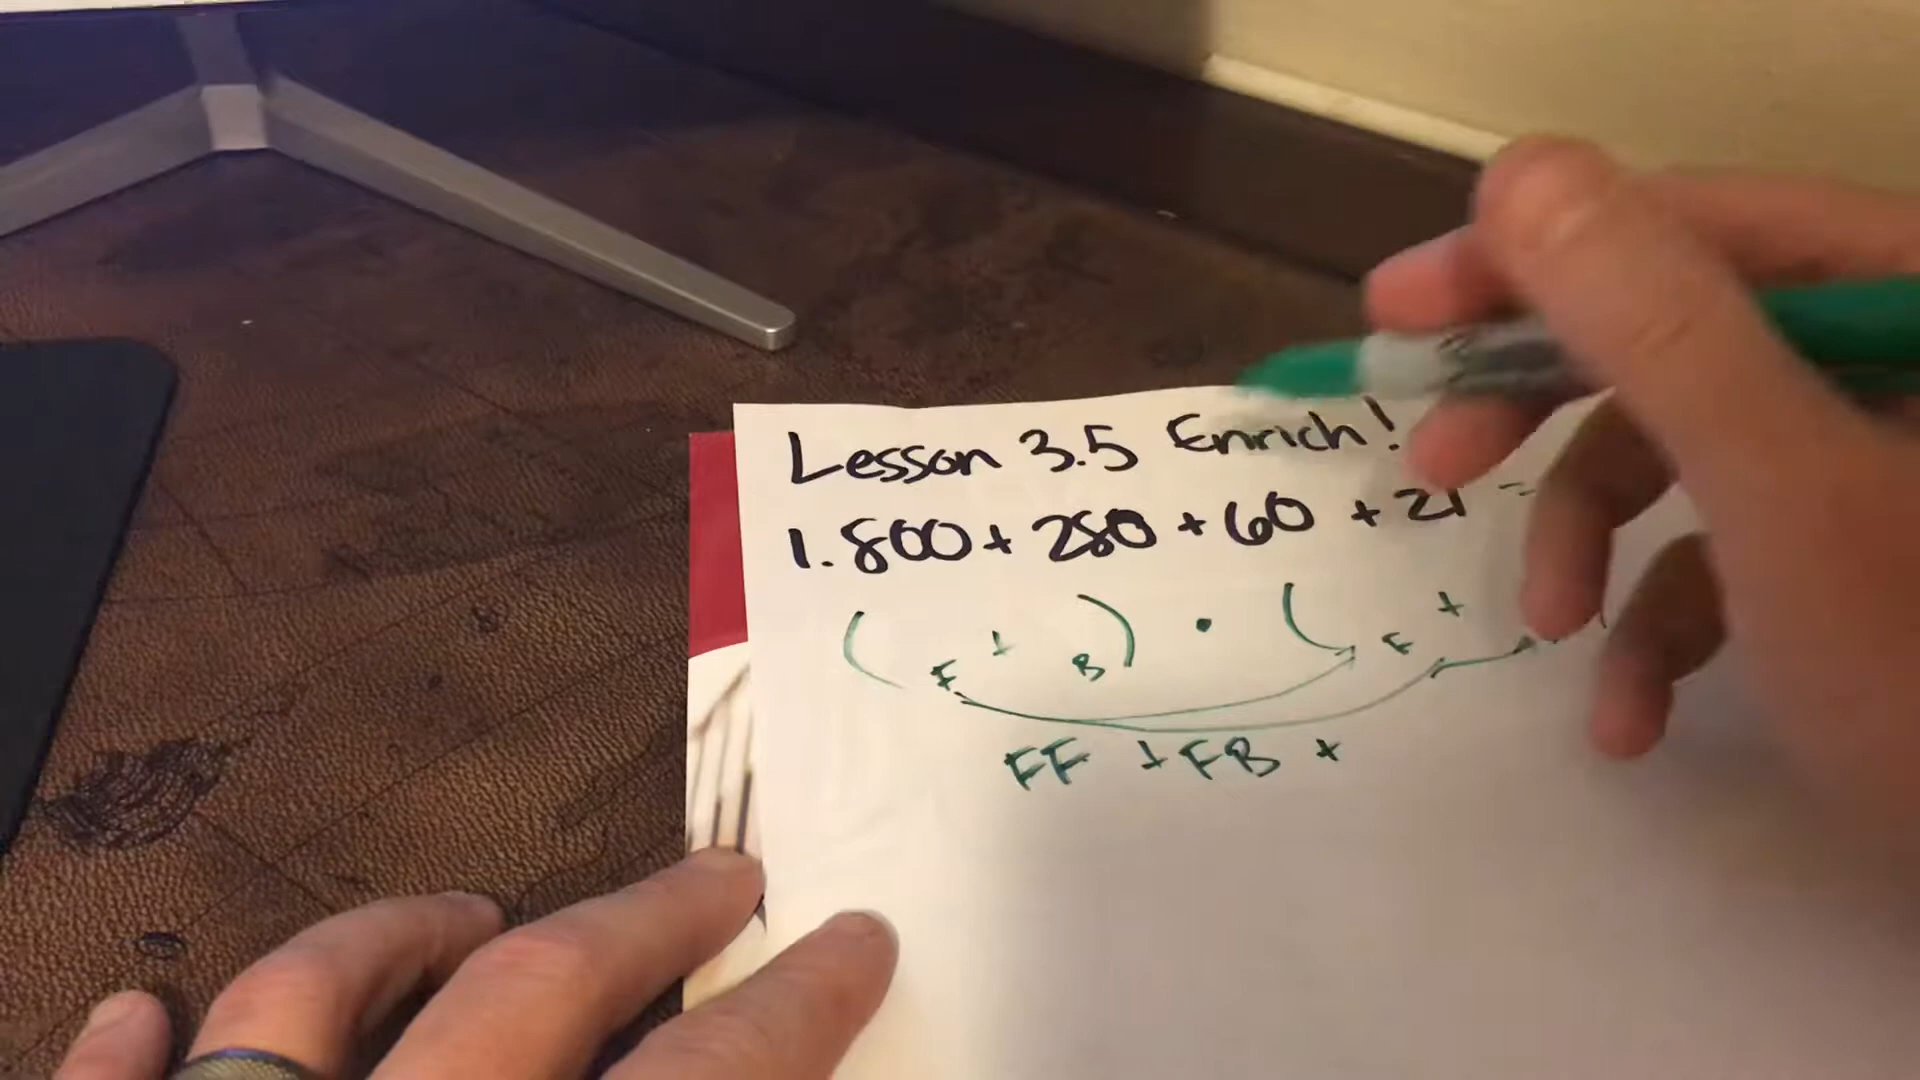 Lesson 3.5 Enrich!
1. 800 + 280 + 60 + 21 =
( F + B ) · ( F +
FF + FB +